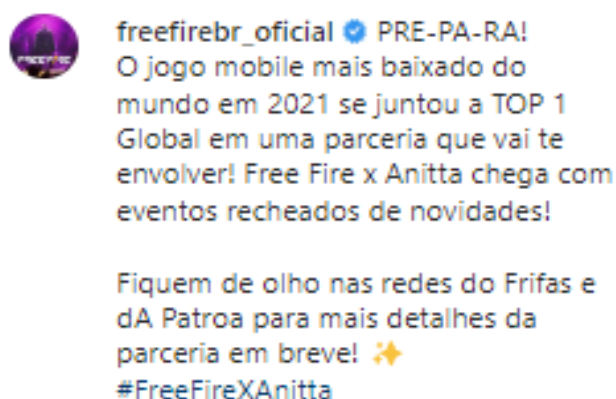 freefirebr_oficial PRE-PA-RA!
O jogo mobile mais baixado do
mundo em 2021 se juntou a TOP 1
Global em uma parceria que vai te
envolver! Free Fire x Anitta chega com
eventos recheados de novidades!
Fiquem de olho nas redes do Frifas e
dA Patroa para mais detalhes da
parceria em breve! ✨
#FreeFireXAnitta